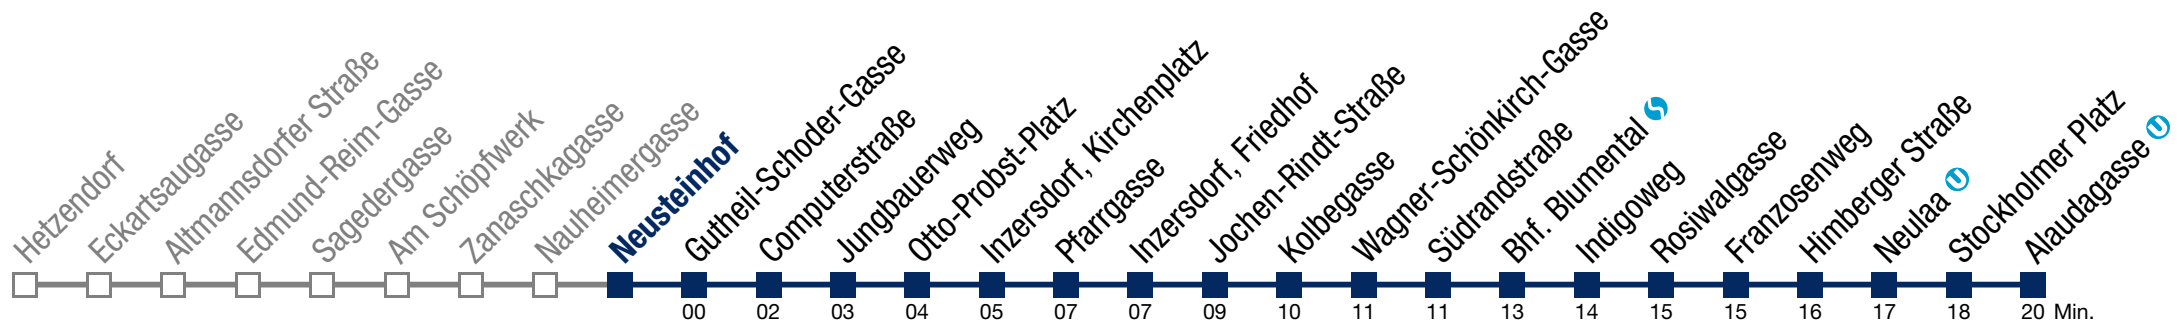 Hetzendorf
Eckartsaugasse
Altmannsdorfer Straße
Edmund-Reim-Gasse
Sagedergasse
Am Schöpfwerk
Zanaschkagasse
Nauheimergasse
Neusteinhof
Gutheil-Schoder-Gasse
Computerstraße
Jungbauerweg
Otto-Probst-Platz
Inzersdorf, Kirchenplatz
Pfarrgasse
Inzersdorf, Friedhof
Jochen-Rindt-Straße
Kolbegasse
Wagner-Schönkirch-Gasse
Südrandstraße
Bhf. Blumental S
Indigoweg
Rosiwalgasse
Franzosenweg
Himberger Straße
Neulaa U
Stockholmer Platz
Alaudagasse U
00 02 03 04 05 07 07 09 10 11 11 13 14 15 15 16 17 18 20 Min.